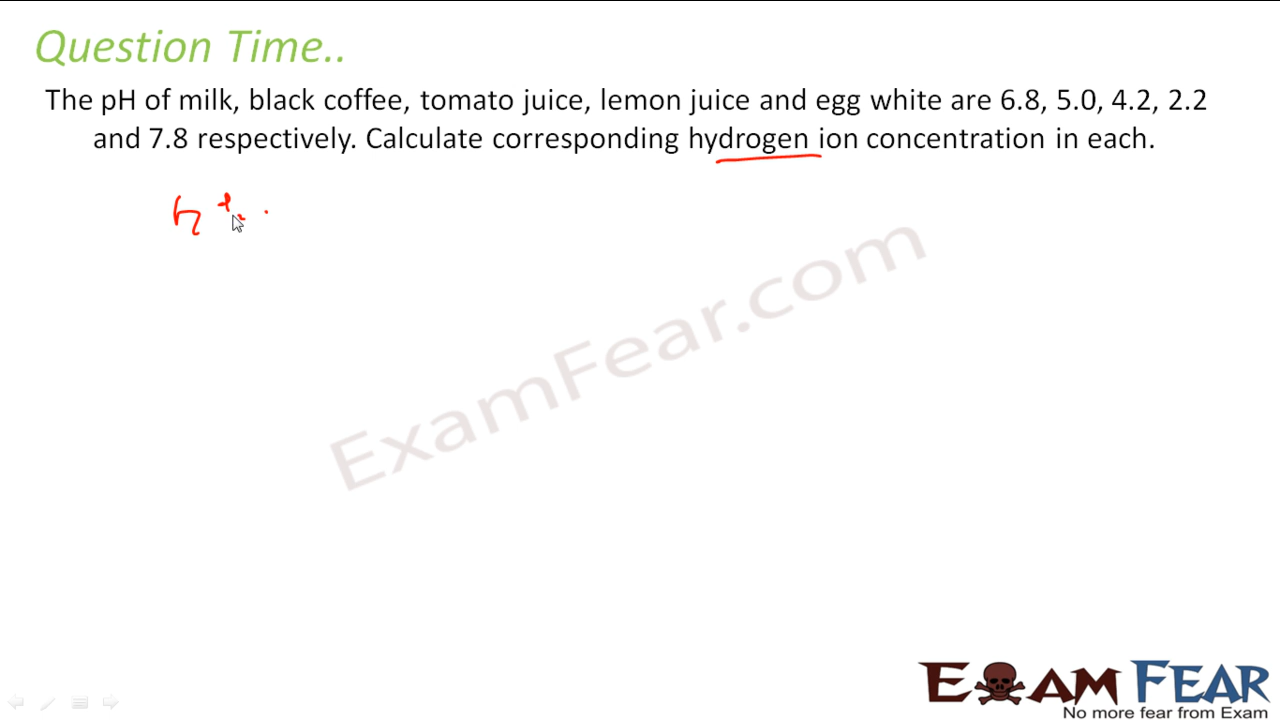 Question Time..
The pH of milk, black coffee, tomato juice, lemon juice and egg white are 6.8, 5.0, 4.2, 2.2
and 7.8 respectively. Calculate corresponding hydrogen ion concentration in each.
ExamFear.com
EXAM FEAR
No more fear from Exam